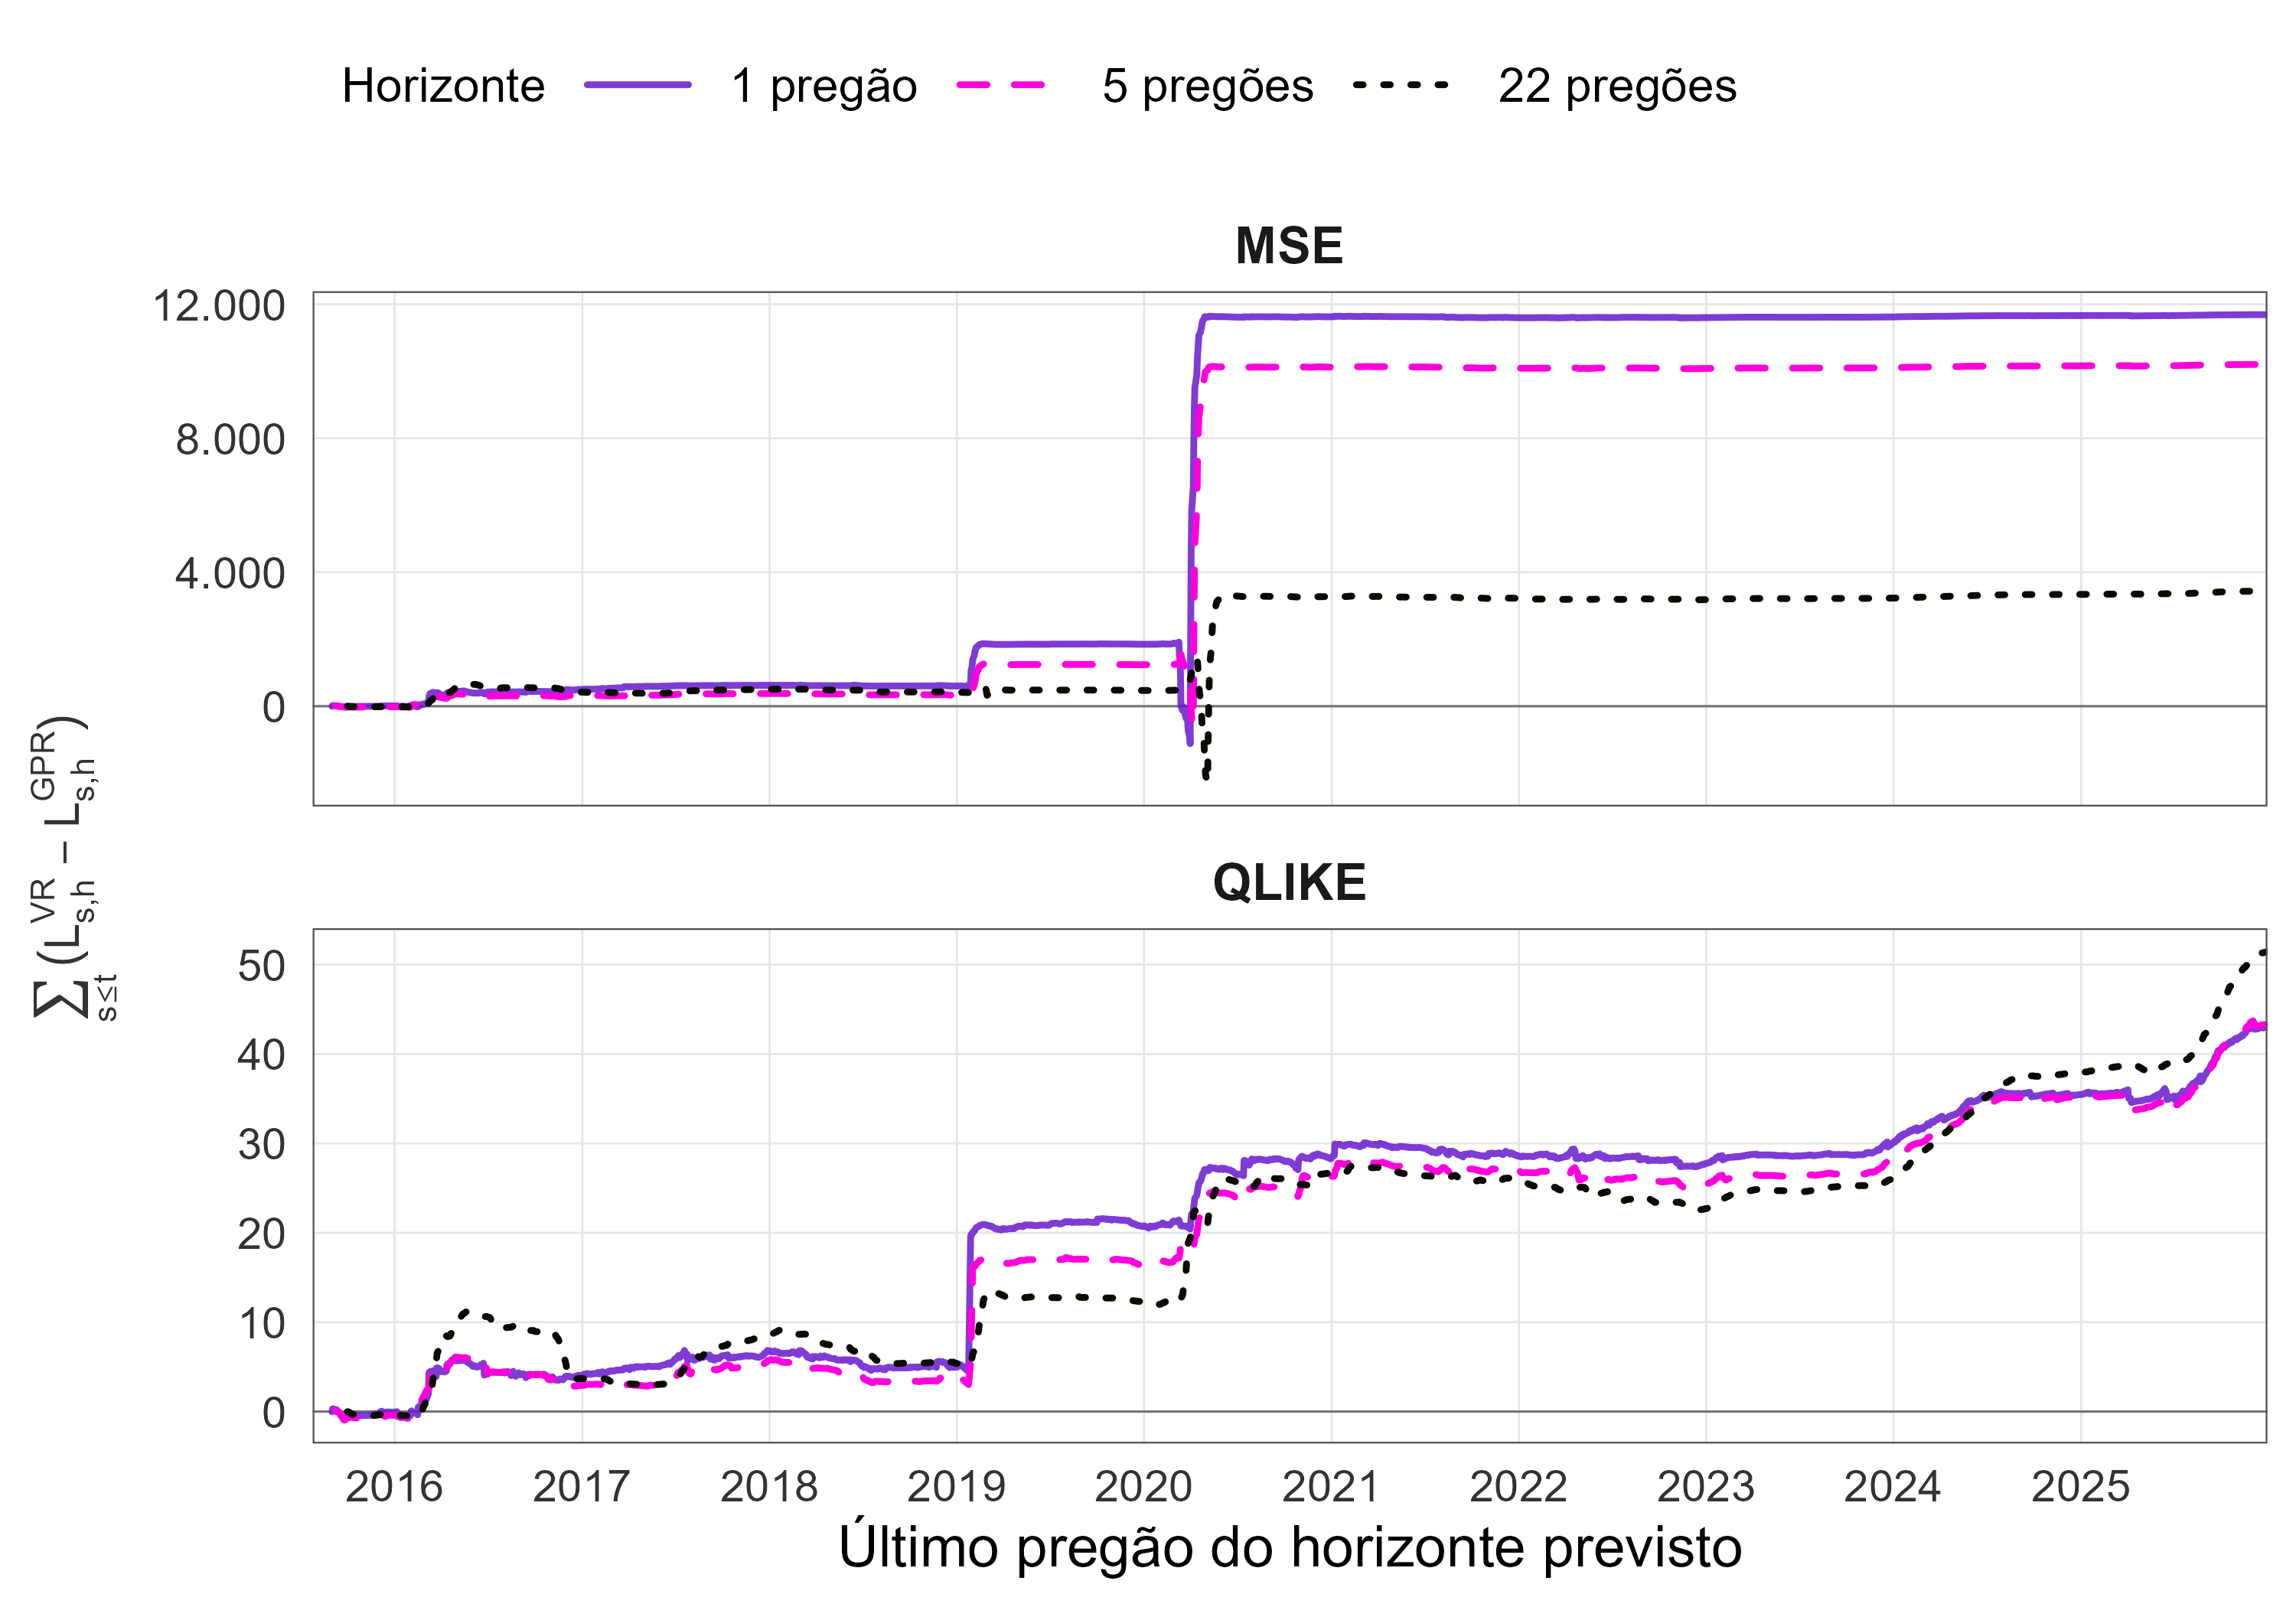 Horizonte 1 pregão 5 pregões 22 pregões
MSE
12.000
8.000
4.000
0
∑s≤t (Ls,hVR − Ls,hGPR)
QLIKE
50
40
30
20
10
0
2016 2017 2018 2019 2020 2021 2022 2023 2024 2025
Último pregão do horizonte previsto